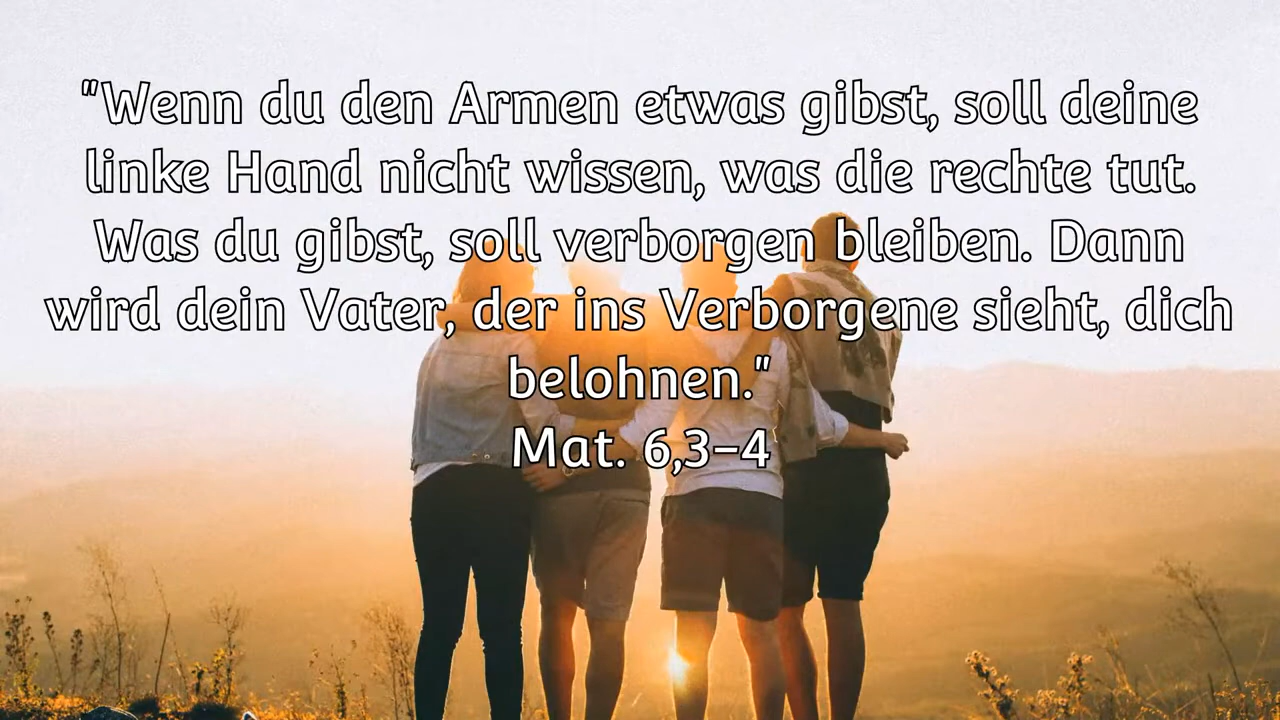 "Wenn du den Armen etwas gibst, soll deine
linke Hand nicht wissen, was die rechte tut.
Was du gibst, soll verborgen bleiben. Dann
wird dein Vater, der ins Verborgene sieht, dich
belohnen."
Mat. 6,3–4